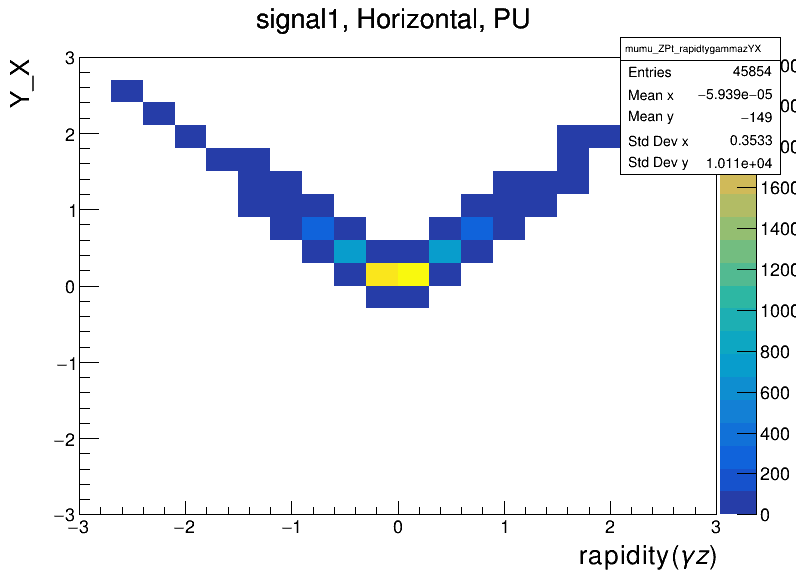 signal1, Horizontal, PU
Y_X
mumu_ZPt_rapidtygammazYX
Entries 45854
Mean x −5.939e−05
Mean y −149
Std Dev x 0.3533
Std Dev y 1.011e+04
3
2
1
0
−1
−2
−3
−3 −2 −1 0 1 2 3
rapidity(γz)
1600
1400
1200
1000
800
600
400
200
0